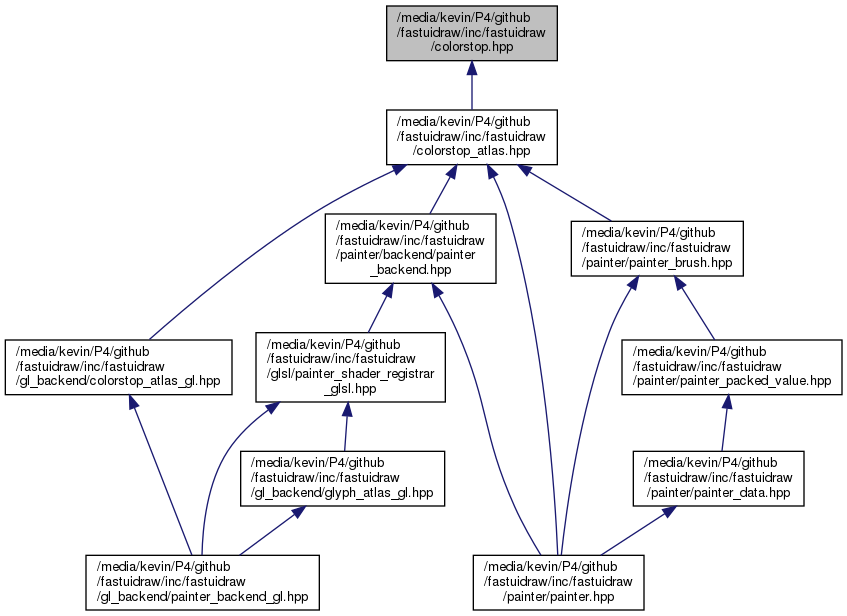 /media/kevin/P4/github
/fastuidraw/inc/fastuidraw
/colorstop.hpp
/media/kevin/P4/github
/fastuidraw/inc/fastuidraw
/colorstop_atlas.hpp
/media/kevin/P4/github
/fastuidraw/inc/fastuidraw
/painter/backend/painter
_backend.hpp
/media/kevin/P4/github
/fastuidraw/inc/fastuidraw
/painter/painter_brush.hpp
/media/kevin/P4/github
/fastuidraw/inc/fastuidraw
/gl_backend/colorstop_atlas_gl.hpp
/media/kevin/P4/github
/fastuidraw/inc/fastuidraw
/glsl/painter_shader_registrar
_glsl.hpp
/media/kevin/P4/github
/fastuidraw/inc/fastuidraw
/painter/painter_packed_value.hpp
/media/kevin/P4/github
/fastuidraw/inc/fastuidraw
/gl_backend/glyph_atlas_gl.hpp
/media/kevin/P4/github
/fastuidraw/inc/fastuidraw
/painter/painter_data.hpp
/media/kevin/P4/github
/fastuidraw/inc/fastuidraw
/gl_backend/painter_backend_gl.hpp
/media/kevin/P4/github
/fastuidraw/inc/fastuidraw
/painter/painter.hpp